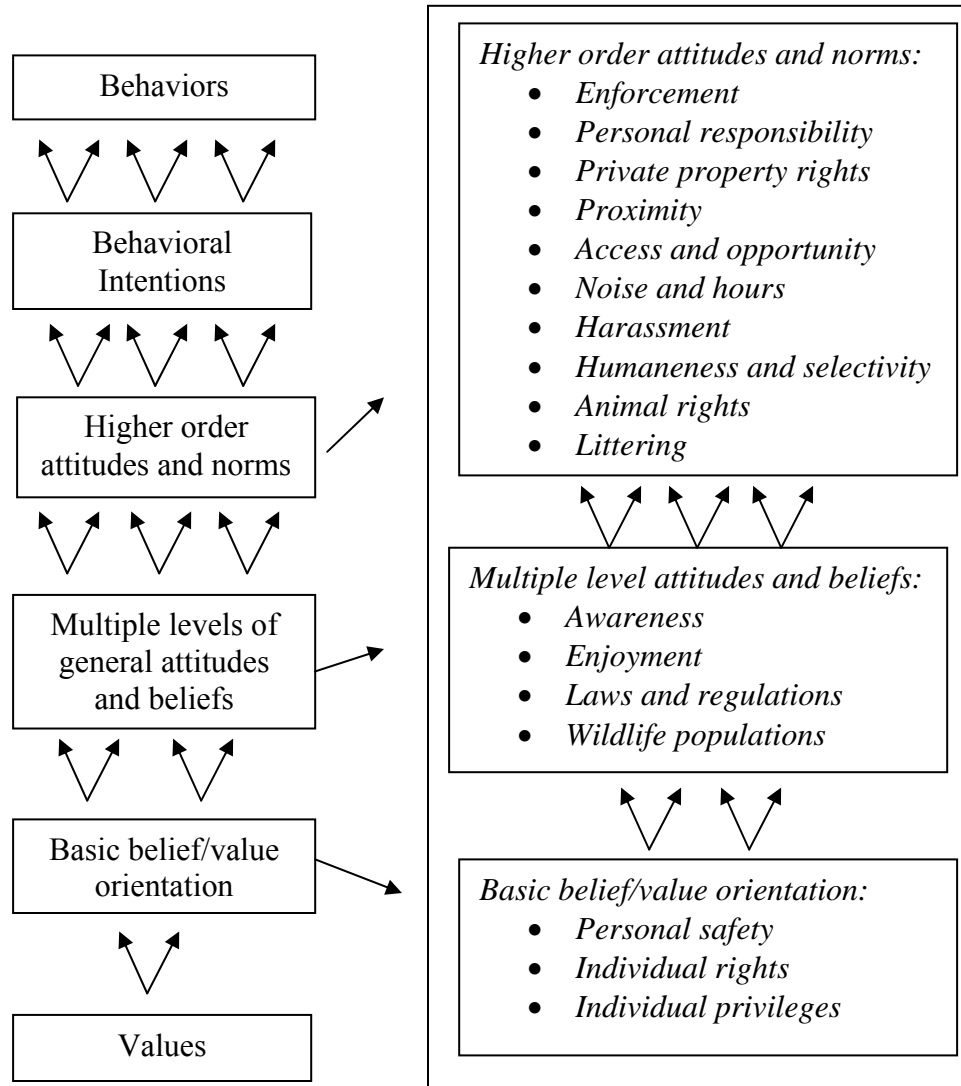 Behaviors
Behavioral
Intentions
Higher order
attitudes and norms
Multiple levels of
general attitudes
and beliefs
Basic belief/value
orientation
Values
Higher order attitudes and norms:
• Enforcement
• Personal responsibility
• Private property rights
• Proximity
• Access and opportunity
• Noise and hours
• Harassment
• Humaneness and selectivity
• Animal rights
• Littering
Multiple level attitudes and beliefs:
• Awareness
• Enjoyment
• Laws and regulations
• Wildlife populations
Basic belief/value orientation:
• Personal safety
• Individual rights
• Individual privileges